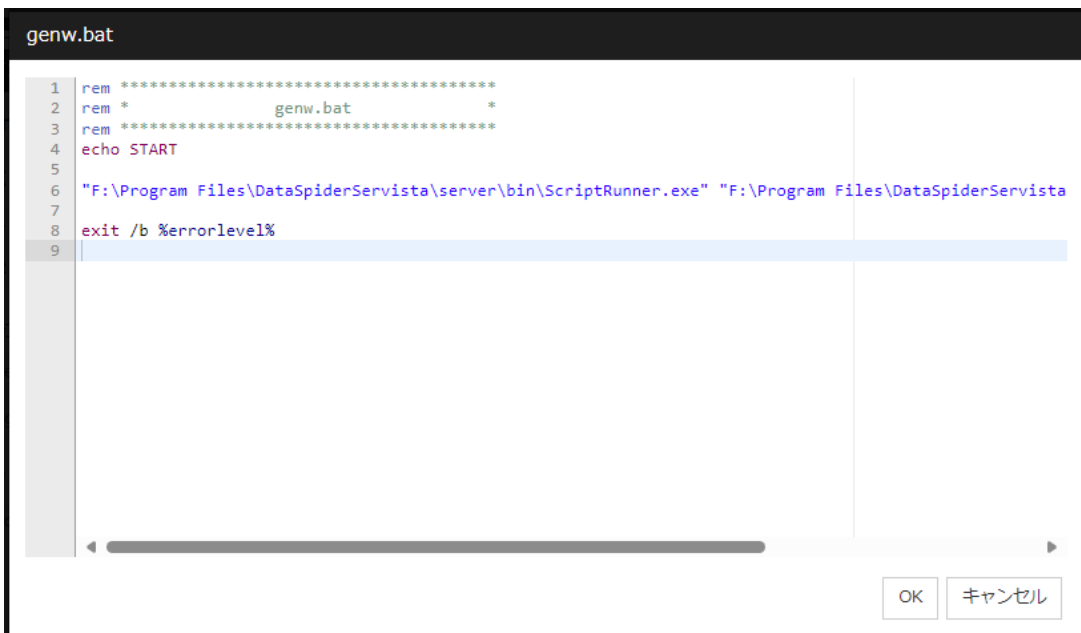 genw.bat
1 rem ***************************************
2 rem *               genw.bat              *
3 rem ***************************************
4 echo START
5
6 "F:\Program Files\DataSpiderServista\server\bin\ScriptRunner.exe" "F:\Program Files\DataSpiderServista
7
8 exit /b %errorlevel%
9
OK キャンセル